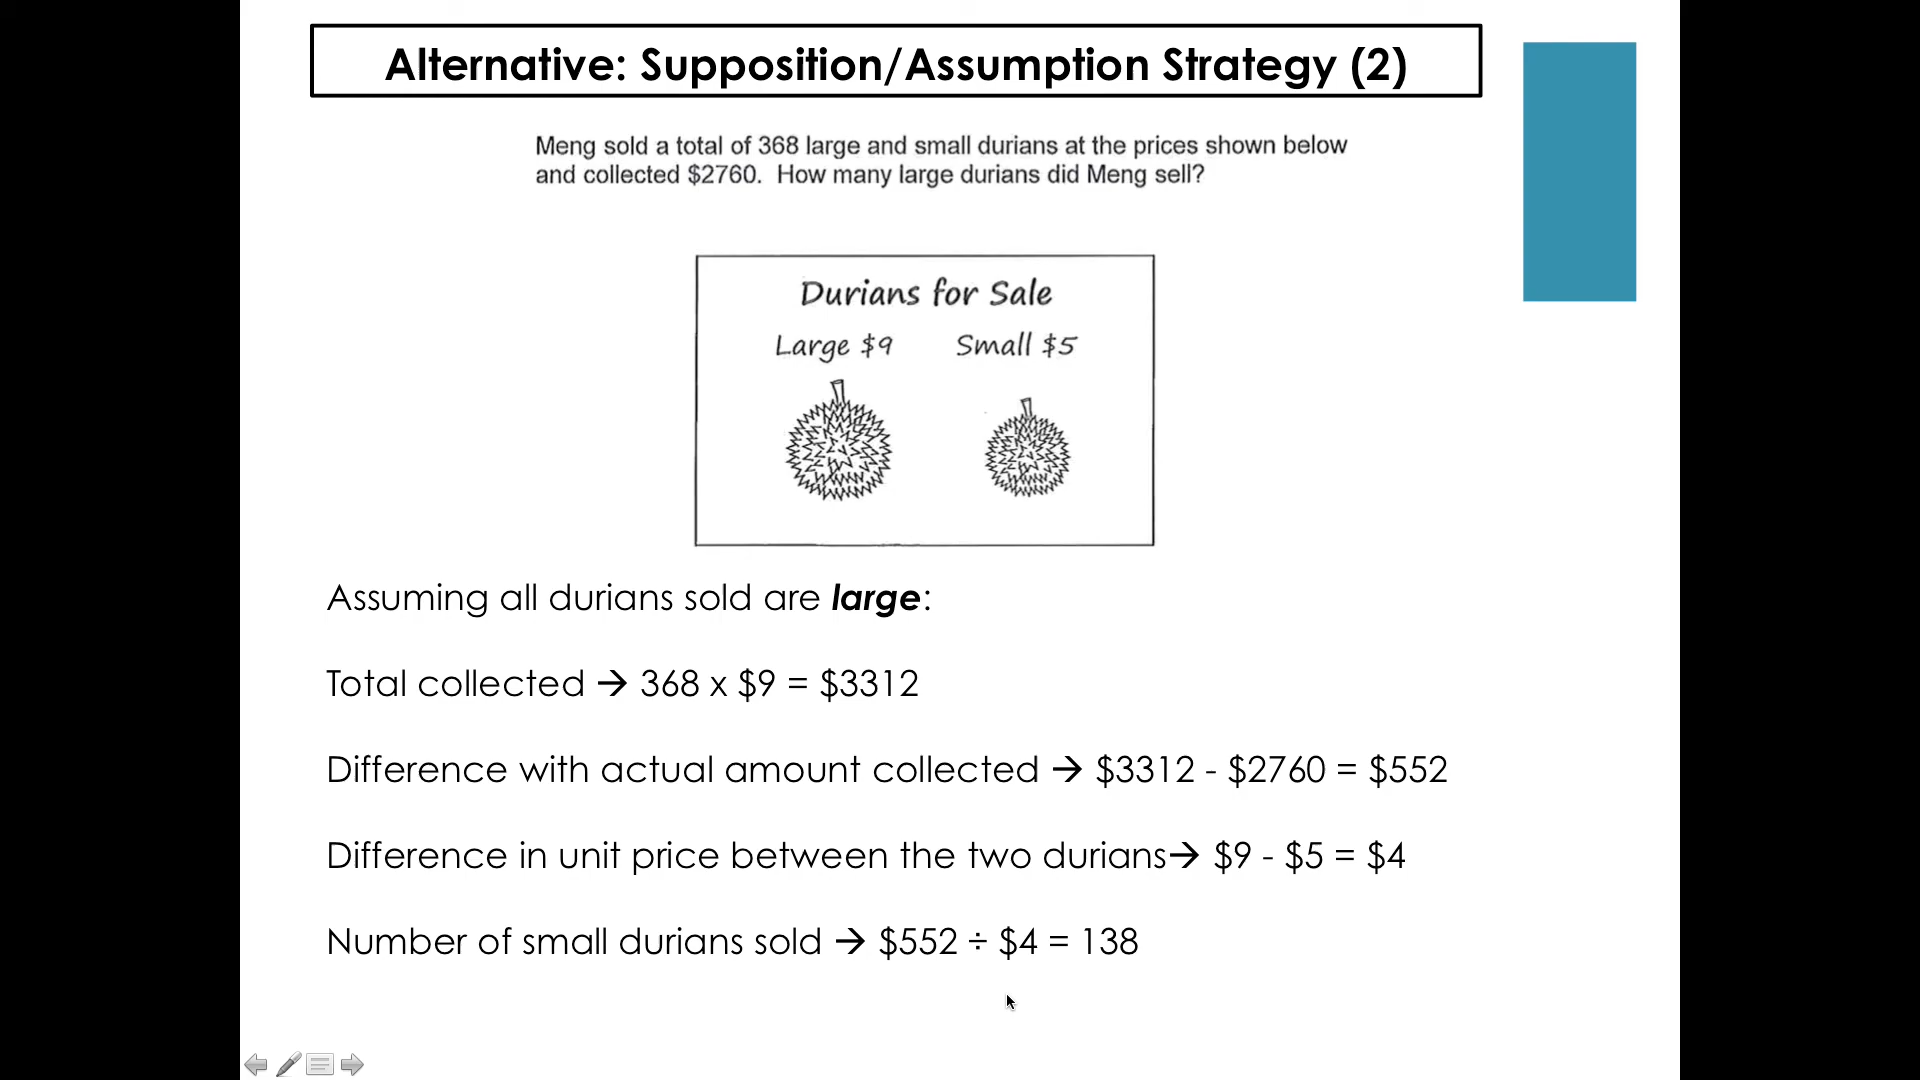 Alternative: Supposition/Assumption Strategy (2)
Meng sold a total of 368 large and small durians at the prices shown below
and collected $2760.  How many large durians did Meng sell?
Durians for Sale
Large $9 Small $5
Assuming all durians sold are large:
Total collected → 368 x $9 = $3312
Difference with actual amount collected → $3312 - $2760 = $552
Difference in unit price between the two durians→ $9 - $5 = $4
Number of small durians sold → $552 ÷ $4 = 138